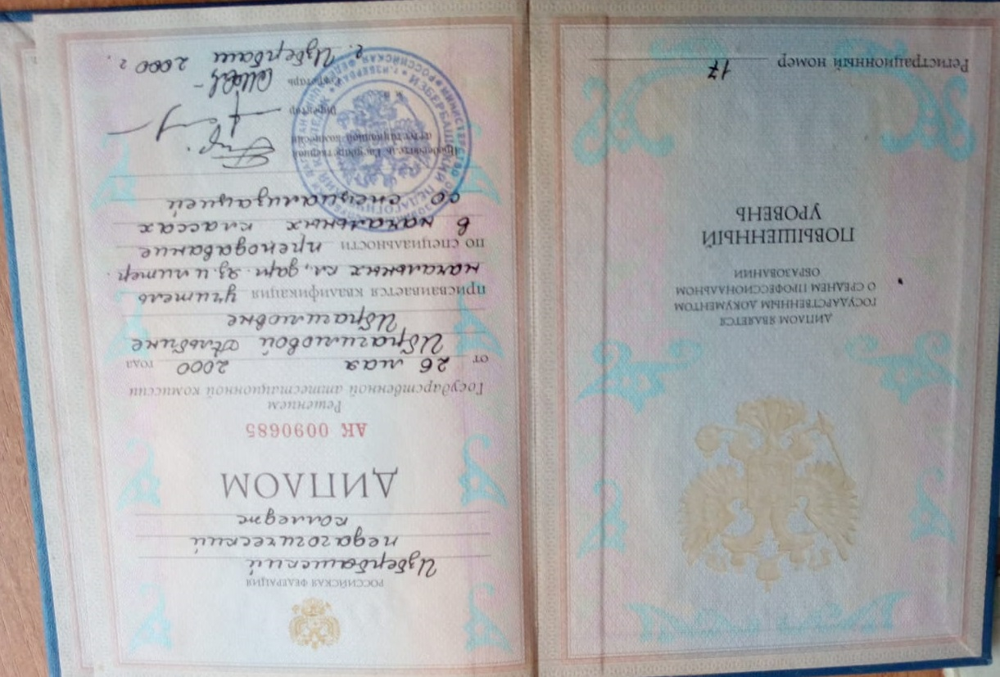 ДИПЛОМ ЯВЛЯЕТСЯ
ГОСУДАРСТВЕННЫМ ДОКУМЕНТОМ
О СРЕДНЕМ ПРОФЕССИОНАЛЬНОМ
ОБРАЗОВАНИИ
ПОВЫШЕННЫЙ
УРОВЕНЬ
Регистрационный номер 17
РОССИЙСКАЯ ФЕДЕРАЦИЯ
Избербашский
педагогический
колледж
ДИПЛОМ
АК 0090685
Решением
Государственной аттестационной комиссии
от 26 мая 2000 года
Ибрагимовой Альбине
Ибрагимовне
присваивается квалификация учитель
начальных кл., дарг. яз. и литер.
по специальности преподавание
в начальных классах
со специализацией
Председатель Государственной
аттестационной комиссии
Директор
Секретарь
г. Избербаш 2000 г.